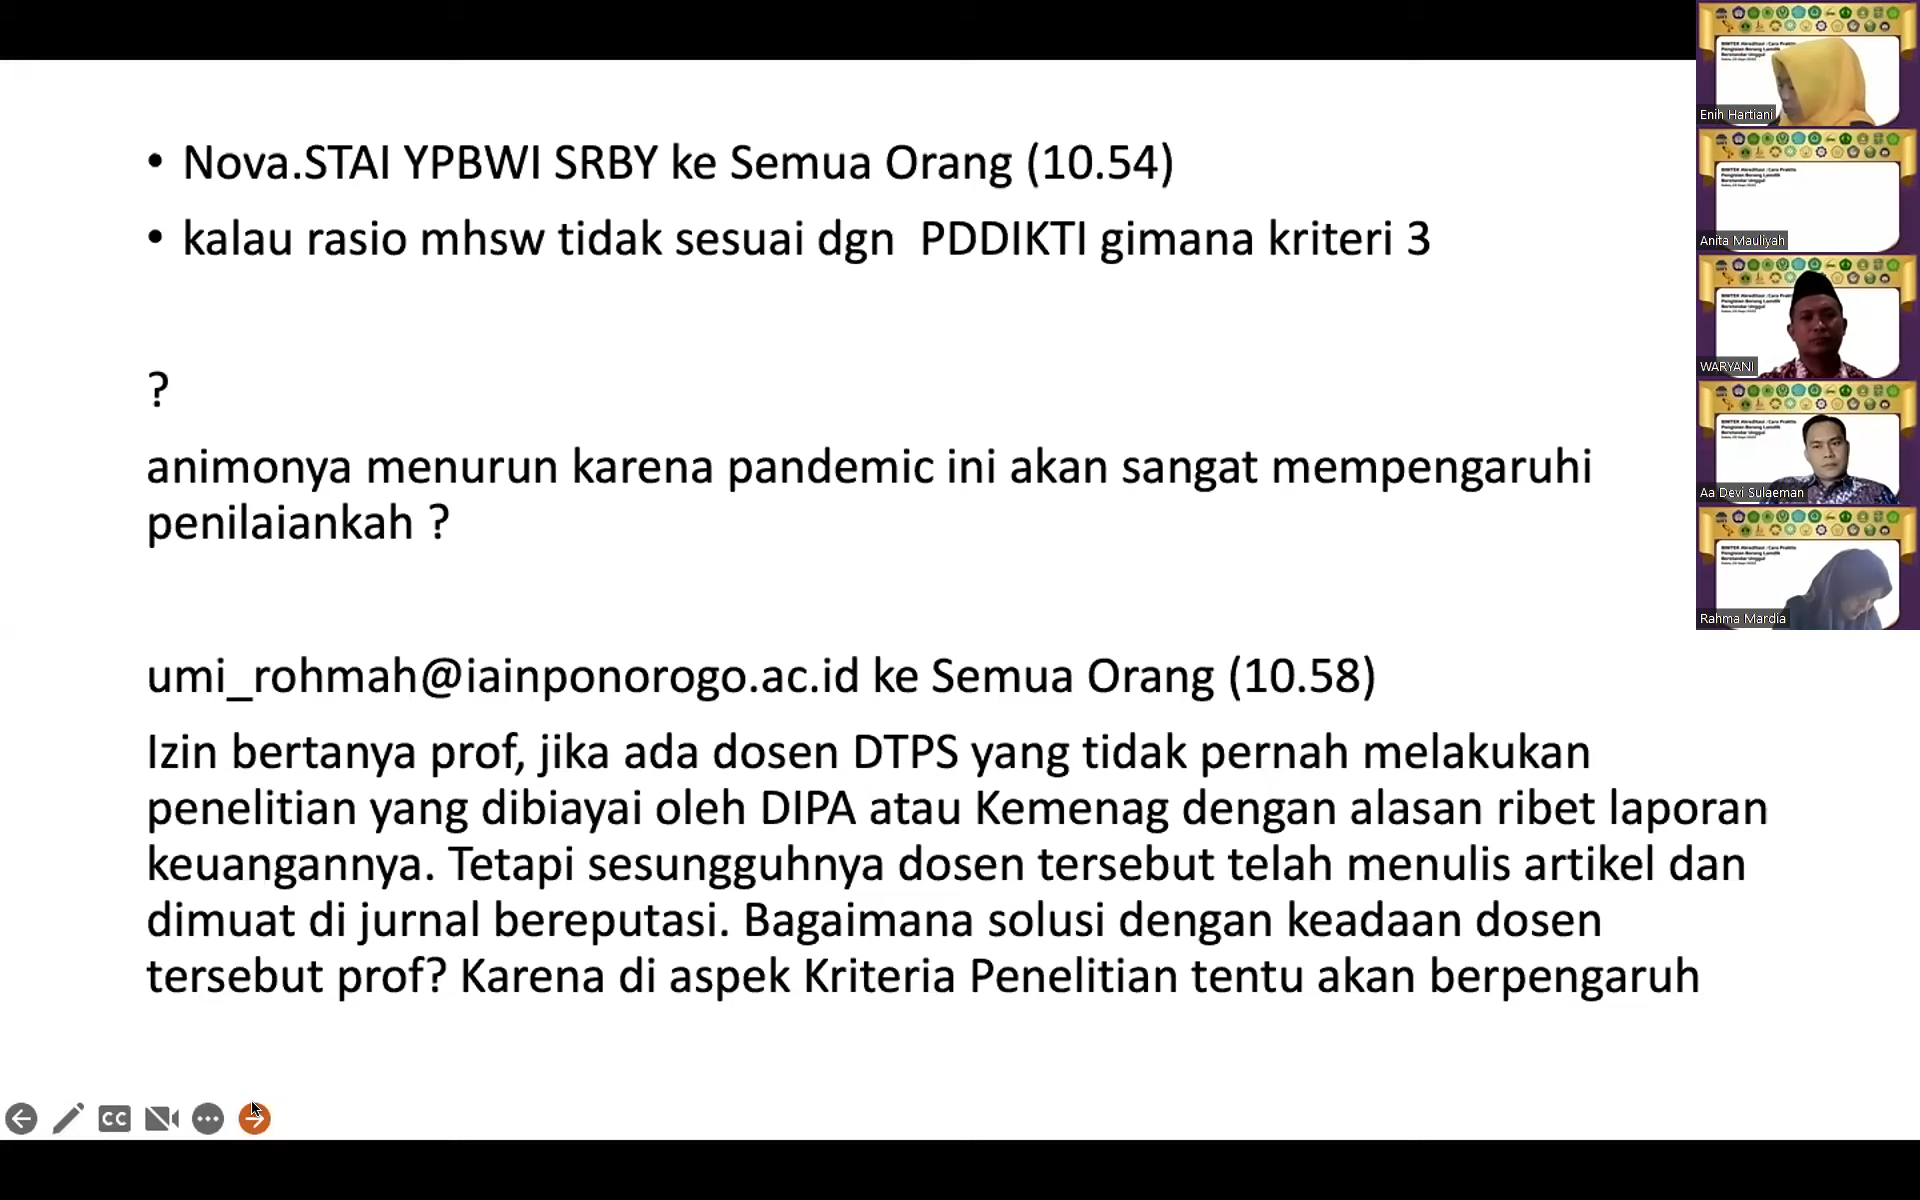 • Nova.STAI YPBWI SRBY ke Semua Orang (10.54)
• kalau rasio mhsw tidak sesuai dgn  PDDIKTI gimana kriteri 3
?
animonya menurun karena pandemic ini akan sangat mempengaruhi
penilaiankah ?
umi_rohmah@iainponorogo.ac.id ke Semua Orang (10.58)
Izin bertanya prof, jika ada dosen DTPS yang tidak pernah melakukan
penelitian yang dibiayai oleh DIPA atau Kemenag dengan alasan ribet laporan
keuangannya. Tetapi sesungguhnya dosen tersebut telah menulis artikel dan
dimuat di jurnal bereputasi. Bagaimana solusi dengan keadaan dosen
tersebut prof? Karena di aspek Kriteria Penelitian tentu akan berpengaruh
CC
Enih Hartiani
Anita Mauliyah
WARYANI
Aa Devi Sulaeman
Rahma Mardia